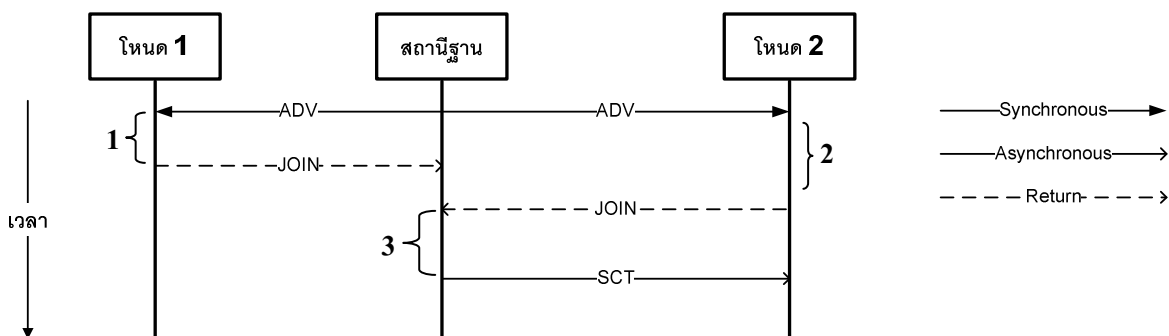 โหนด 1
สถานีฐาน
โหนด 2
ADV
ADV
Synchronous
1
2
Asynchronous
JOIN
Return
JOIN
เวลา
3
SCT